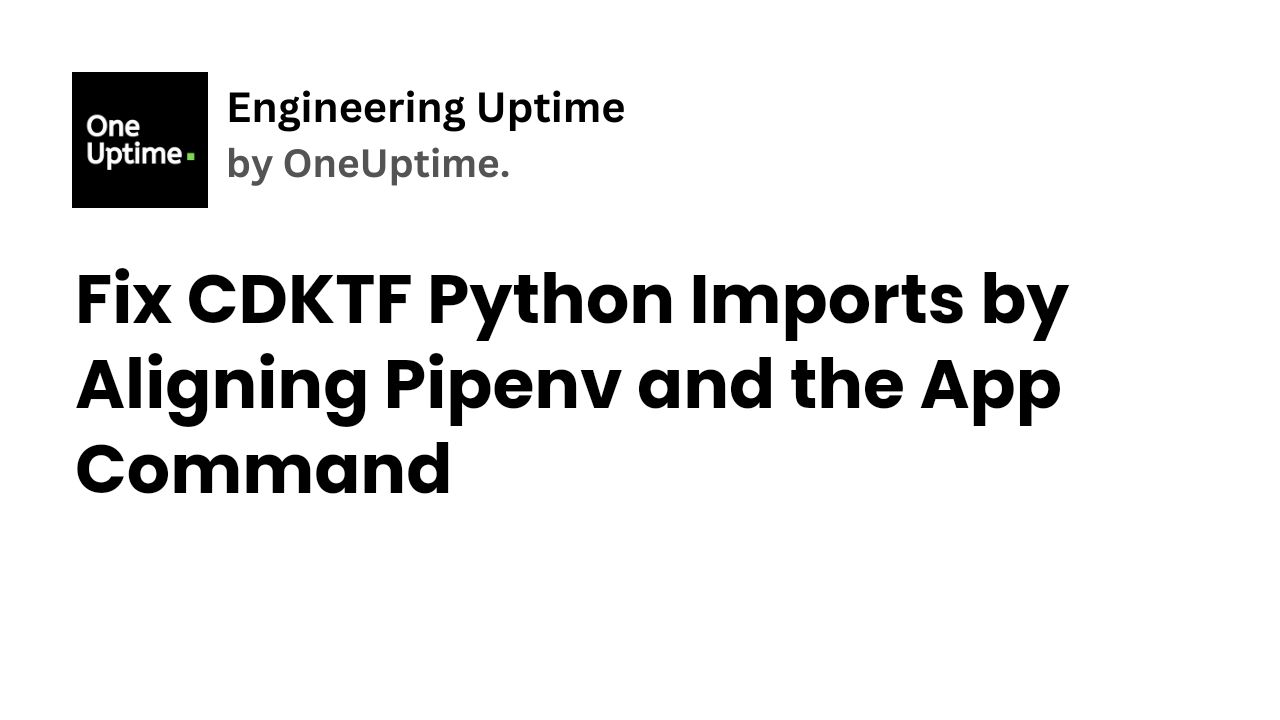 One
Uptime.
Engineering Uptime
by OneUptime.
Fix CDKTF Python Imports by
Aligning Pipenv and the App
Command